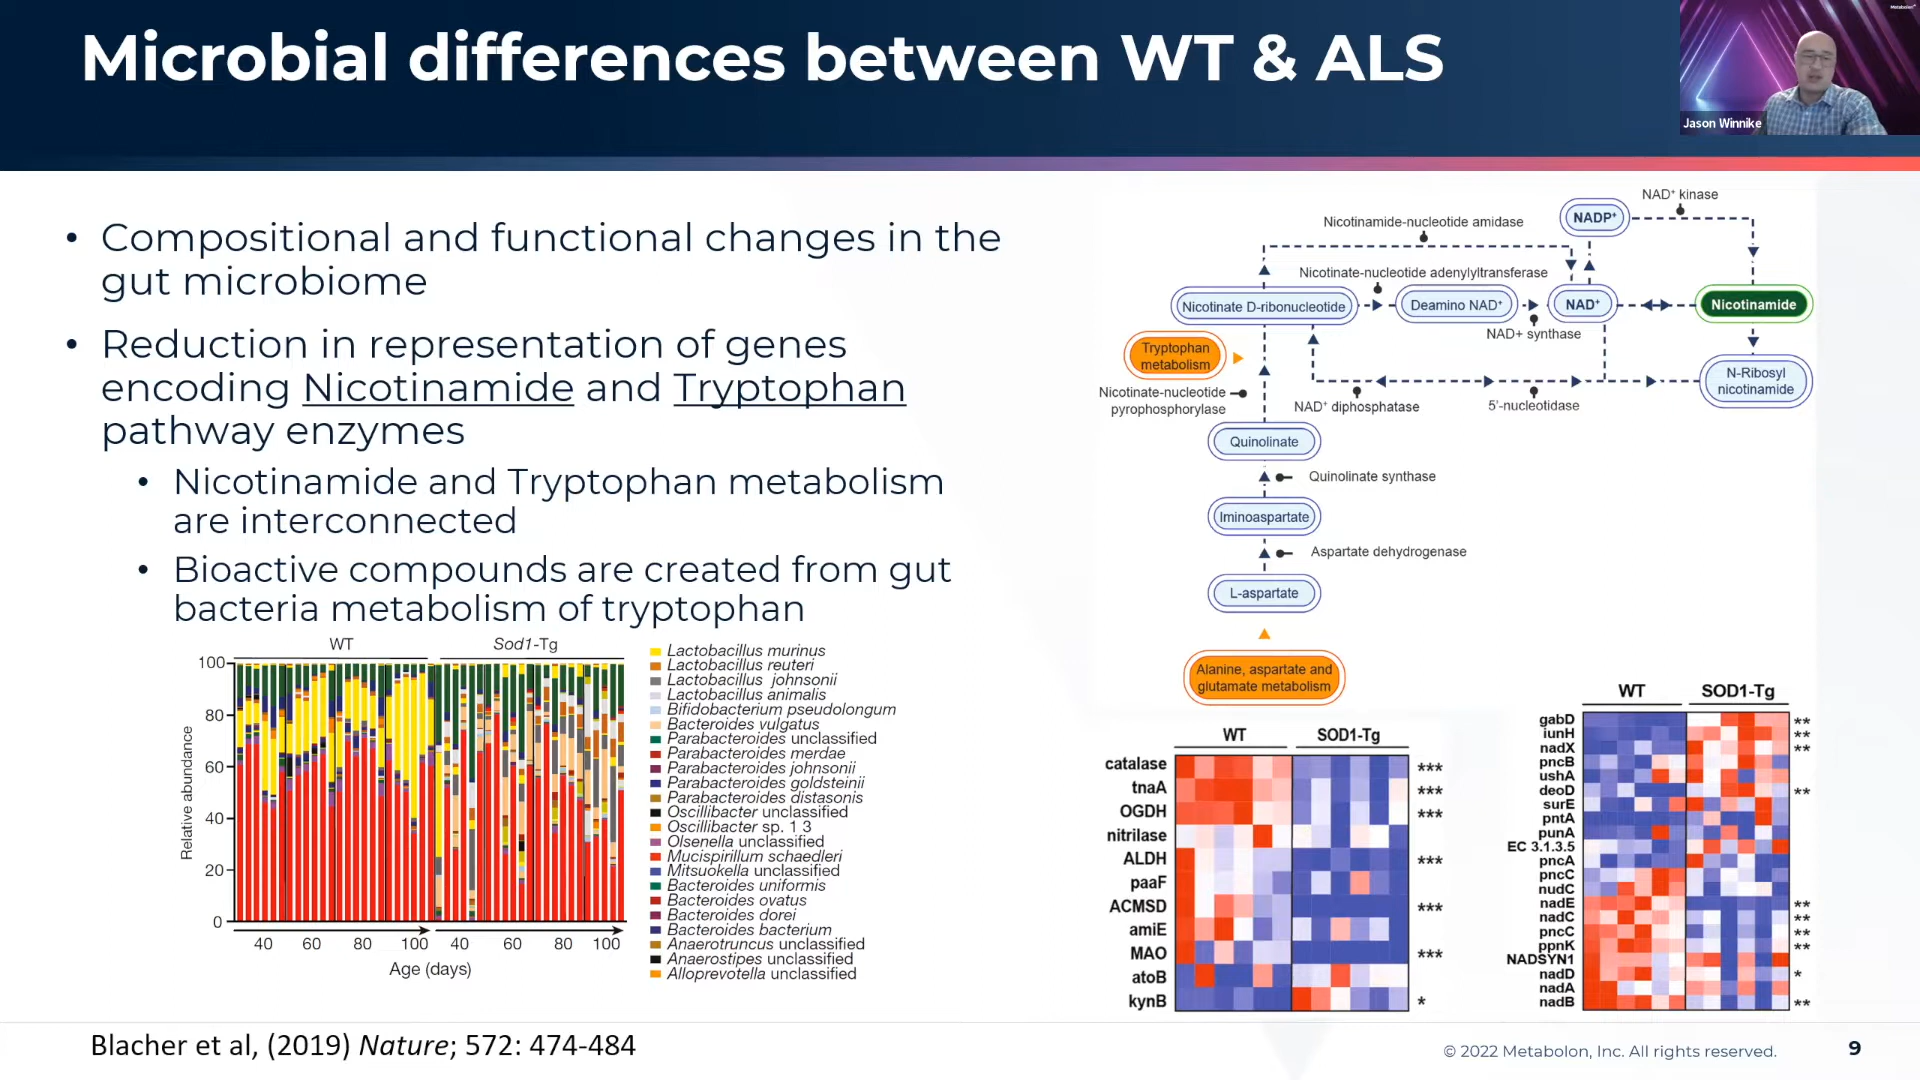 Microbial differences between WT & ALS
Metabolon
Jason Winnike
• Compositional and functional changes in the
gut microbiome
• Reduction in representation of genes
encoding Nicotinamide and Tryptophan
pathway enzymes
• Nicotinamide and Tryptophan metabolism
are interconnected
• Bioactive compounds are created from gut
bacteria metabolism of tryptophan
NAD⁺ kinase
NADP⁺
Nicotinamide-nucleotide amidase
Nicotinate-nucleotide adenylyltransferase
Nicotinate D-ribonucleotide
Deamino NAD⁺
NAD⁺
Nicotinamide
NAD+ synthase
Tryptophan
metabolism
N-Ribosyl
nicotinamide
Nicotinate-nucleotide
pyrophosphorylase
NAD⁺ diphosphatase
5'-nucleotidase
Quinolinate
Quinolinate synthase
Iminoaspartate
Aspartate dehydrogenase
L-aspartate
Alanine, aspartate and
glutamate metabolism
WT
Sod1-Tg
Relative abundance
100
80
60
40
20
0
40 60 80 100 40 60 80 100
Age (days)
Lactobacillus murinus
Lactobacillus reuteri
Lactobacillus johnsonii
Lactobacillus animalis
Bifidobacterium pseudolongum
Bacteroides vulgatus
Parabacteroides unclassified
Parabacteroides merdae
Parabacteroides johnsonii
Parabacteroides goldsteinii
Parabacteroides distasonis
Oscillibacter unclassified
Oscillibacter sp. 1 3
Olsenella unclassified
Mucispirillum schaedleri
Mitsuokella unclassified
Bacteroides uniformis
Bacteroides ovatus
Bacteroides dorei
Bacteroides bacterium
Anaerotruncus unclassified
Anaerostipes unclassified
Alloprevotella unclassified
WT SOD1-Tg
catalase ***
tnaA ***
OGDH ***
nitrilase
ALDH ***
paaF
ACMSD ***
amiE
MAO ***
atoB
kynB *
WT SOD1-Tg
gabD **
iunH **
nadX **
pncB
ushA
deoD **
surE
pntA
punA
EC 3.1.3.5
pncA
pncC
nudC
nadE **
nadC **
pncC **
ppnK **
NADSYN1
nadD *
nadA
nadB **
Blacher et al, (2019) Nature; 572: 474-484
© 2022 Metabolon, Inc. All rights reserved.
9